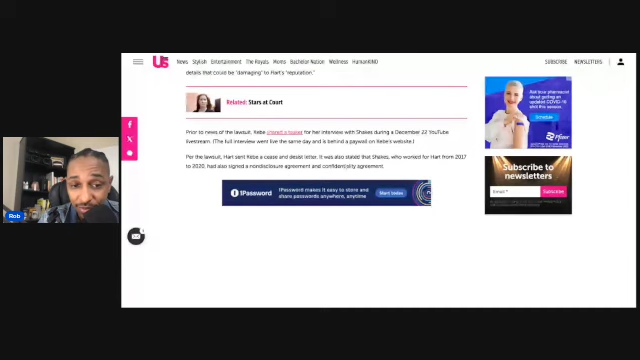 Us
News Stylish Entertainment The Royals Moms Bachelor Nation Wellness HumanKIND
SUBSCRIBE NEWSLETTERS
details that could be "damaging" to Hart's "reputation."
Related: Stars at Court
Prior to news of the lawsuit, Kebe shared a teaser for her interview with Shakes during a December 22 YouTube
livestream. (The full interview went live the same day and is behind a paywall on Kebe's website.)
Per the lawsuit, Hart sent Kebe a cease and desist letter. It was also stated that Shakes, who worked for Hart from 2017
to 2020, had also signed a nondisclosure agreement and confidentiality agreement.
1Password
1Password makes it easy to store and
share passwords anywhere, anytime
Start today
Ask your pharmacist
about getting an
updated COVID-19
Schedule
Pfizer
Subscribe to
newsletters
Email *
Subscribe
Rob